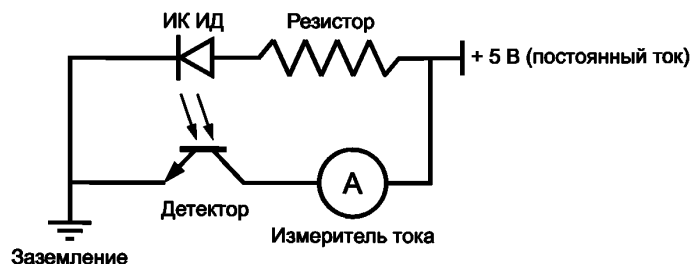 ИК ИД
Резистор
+ 5 В (постоянный ток)
А
Детектор
Измеритель тока
Заземление